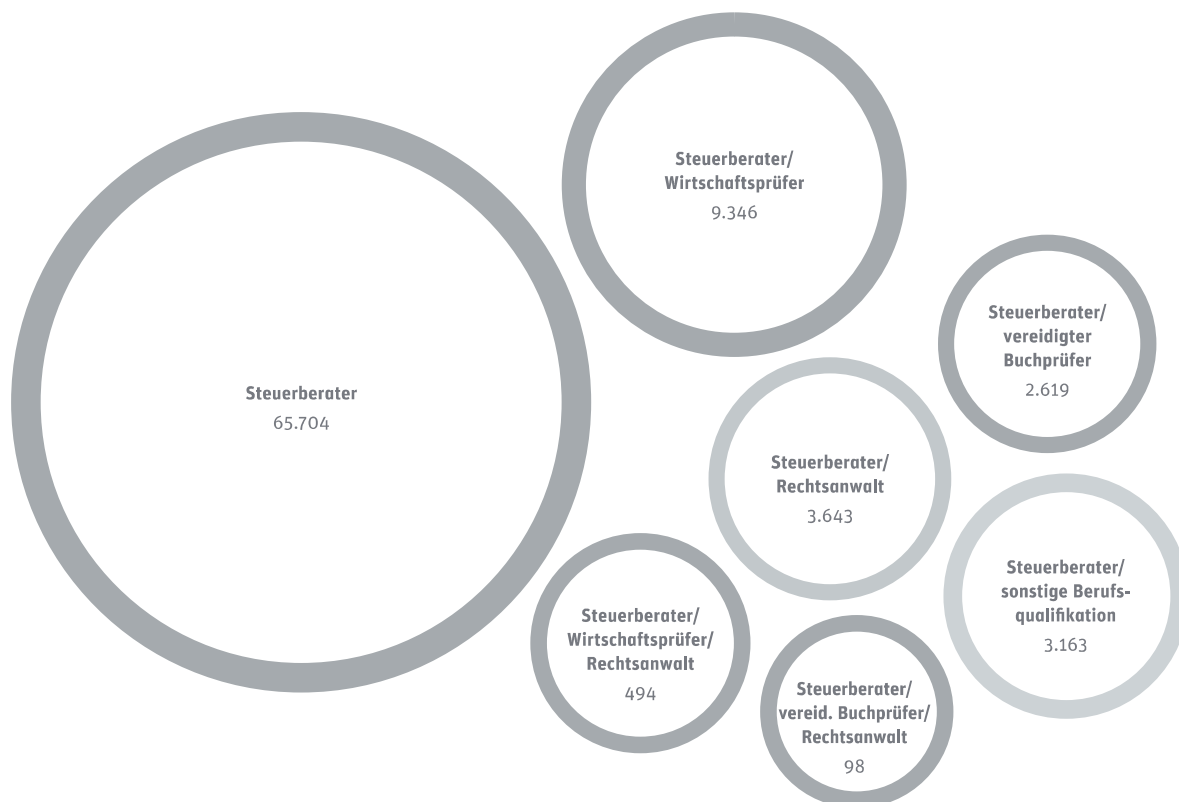 Steuerberater/
Wirtschaftsprüfer
9.346
Steuerberater/
vereidigter
Buchprüfer
2.619
Steuerberater
65.704
Steuerberater/
Rechtsanwalt
3.643
Steuerberater/
sonstige Berufs-
qualifikation
3.163
Steuerberater/
Wirtschaftsprüfer/
Rechtsanwalt
494
Steuerberater/
vereid. Buchprüfer/
Rechtsanwalt
98